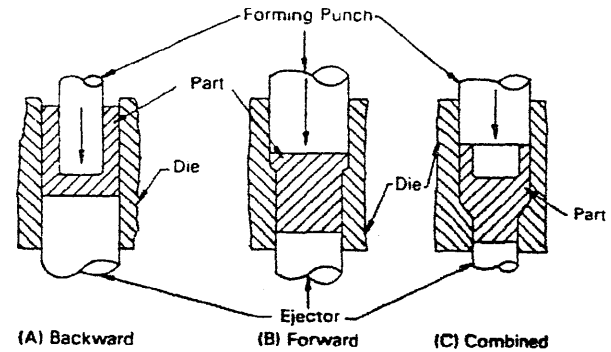 Forming Punch
Part
Die
Die
Part
Ejector
(A) Backward
(B) Forward
(C) Combined